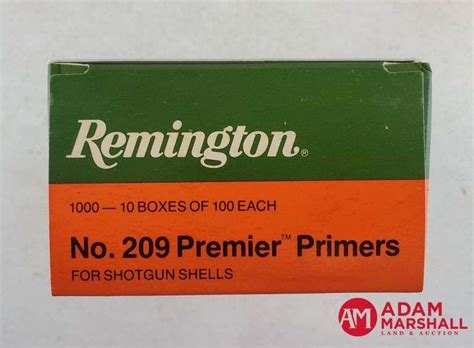 Remington®
1000 — 10 BOXES OF 100 EACH
No. 209 Premier™ Primers
FOR SHOTGUN SHELLS
AM ADAM
MARSHALL
LAND & AUCTION